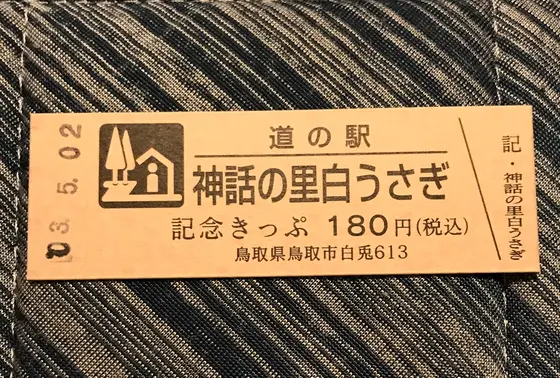 道の駅
神話の里白うさぎ
記念きっぷ 180円(税込)
鳥取県鳥取市白兎613
記・神話の里白うさぎ
3. 5. 02